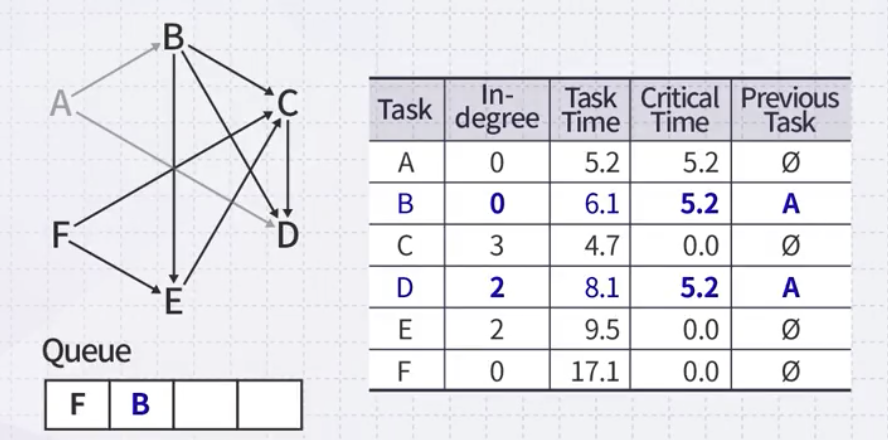 B
A
C
F
D
E
Queue
F B
Task In-degree Task Time Critical Time Previous Task
A 0 5.2 5.2 Ø
B 0 6.1 5.2 A
C 3 4.7 0.0 Ø
D 2 8.1 5.2 A
E 2 9.5 0.0 Ø
F 0 17.1 0.0 Ø